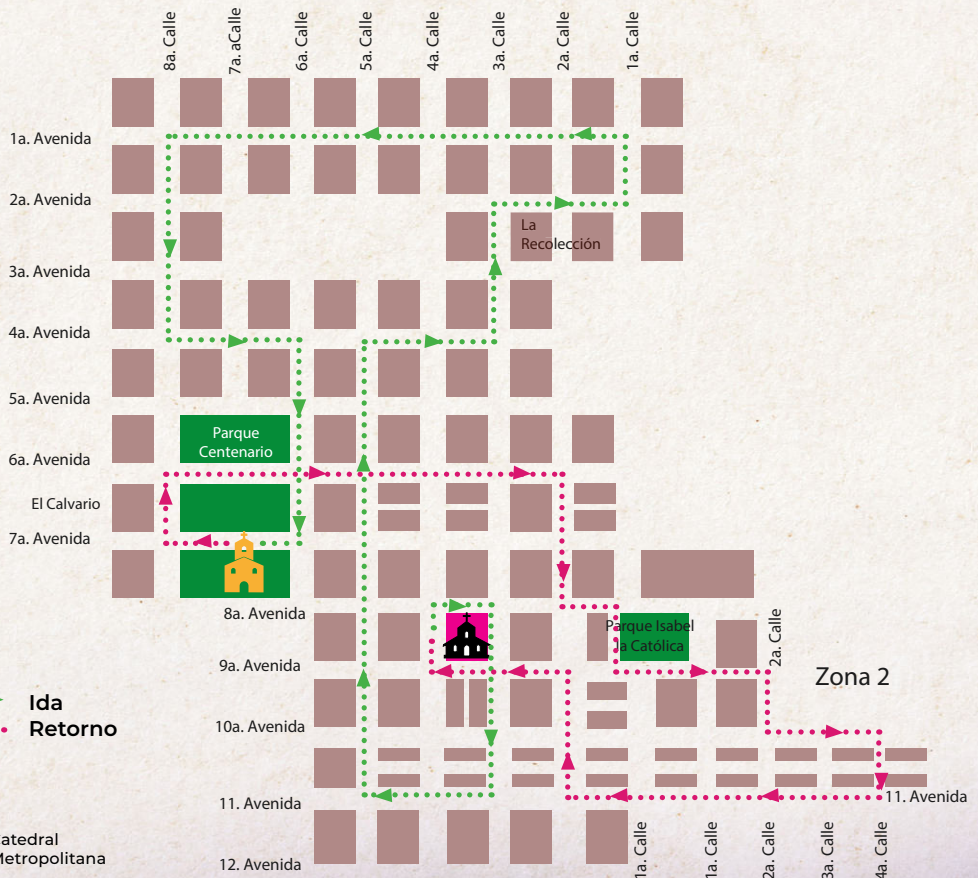 8a. Calle
7a. aCalle
6a. Calle
5a. Calle
4a. Calle
3a. Calle
2a. Calle
1a. Calle
1a. Avenida
2a. Avenida
La
Recolección
3a. Avenida
4a. Avenida
5a. Avenida
Parque
Centenario
6a. Avenida
El Calvario
7a. Avenida
8a. Avenida
Parque Isabel
la Católica
2a. Calle
9a. Avenida
Zona 2
Ida
Retorno
10a. Avenida
11. Avenida
11. Avenida
Catedral
Metropolitana
12. Avenida
1a. Calle
1a. Calle
2a. Calle
3a. Calle
4a. Calle